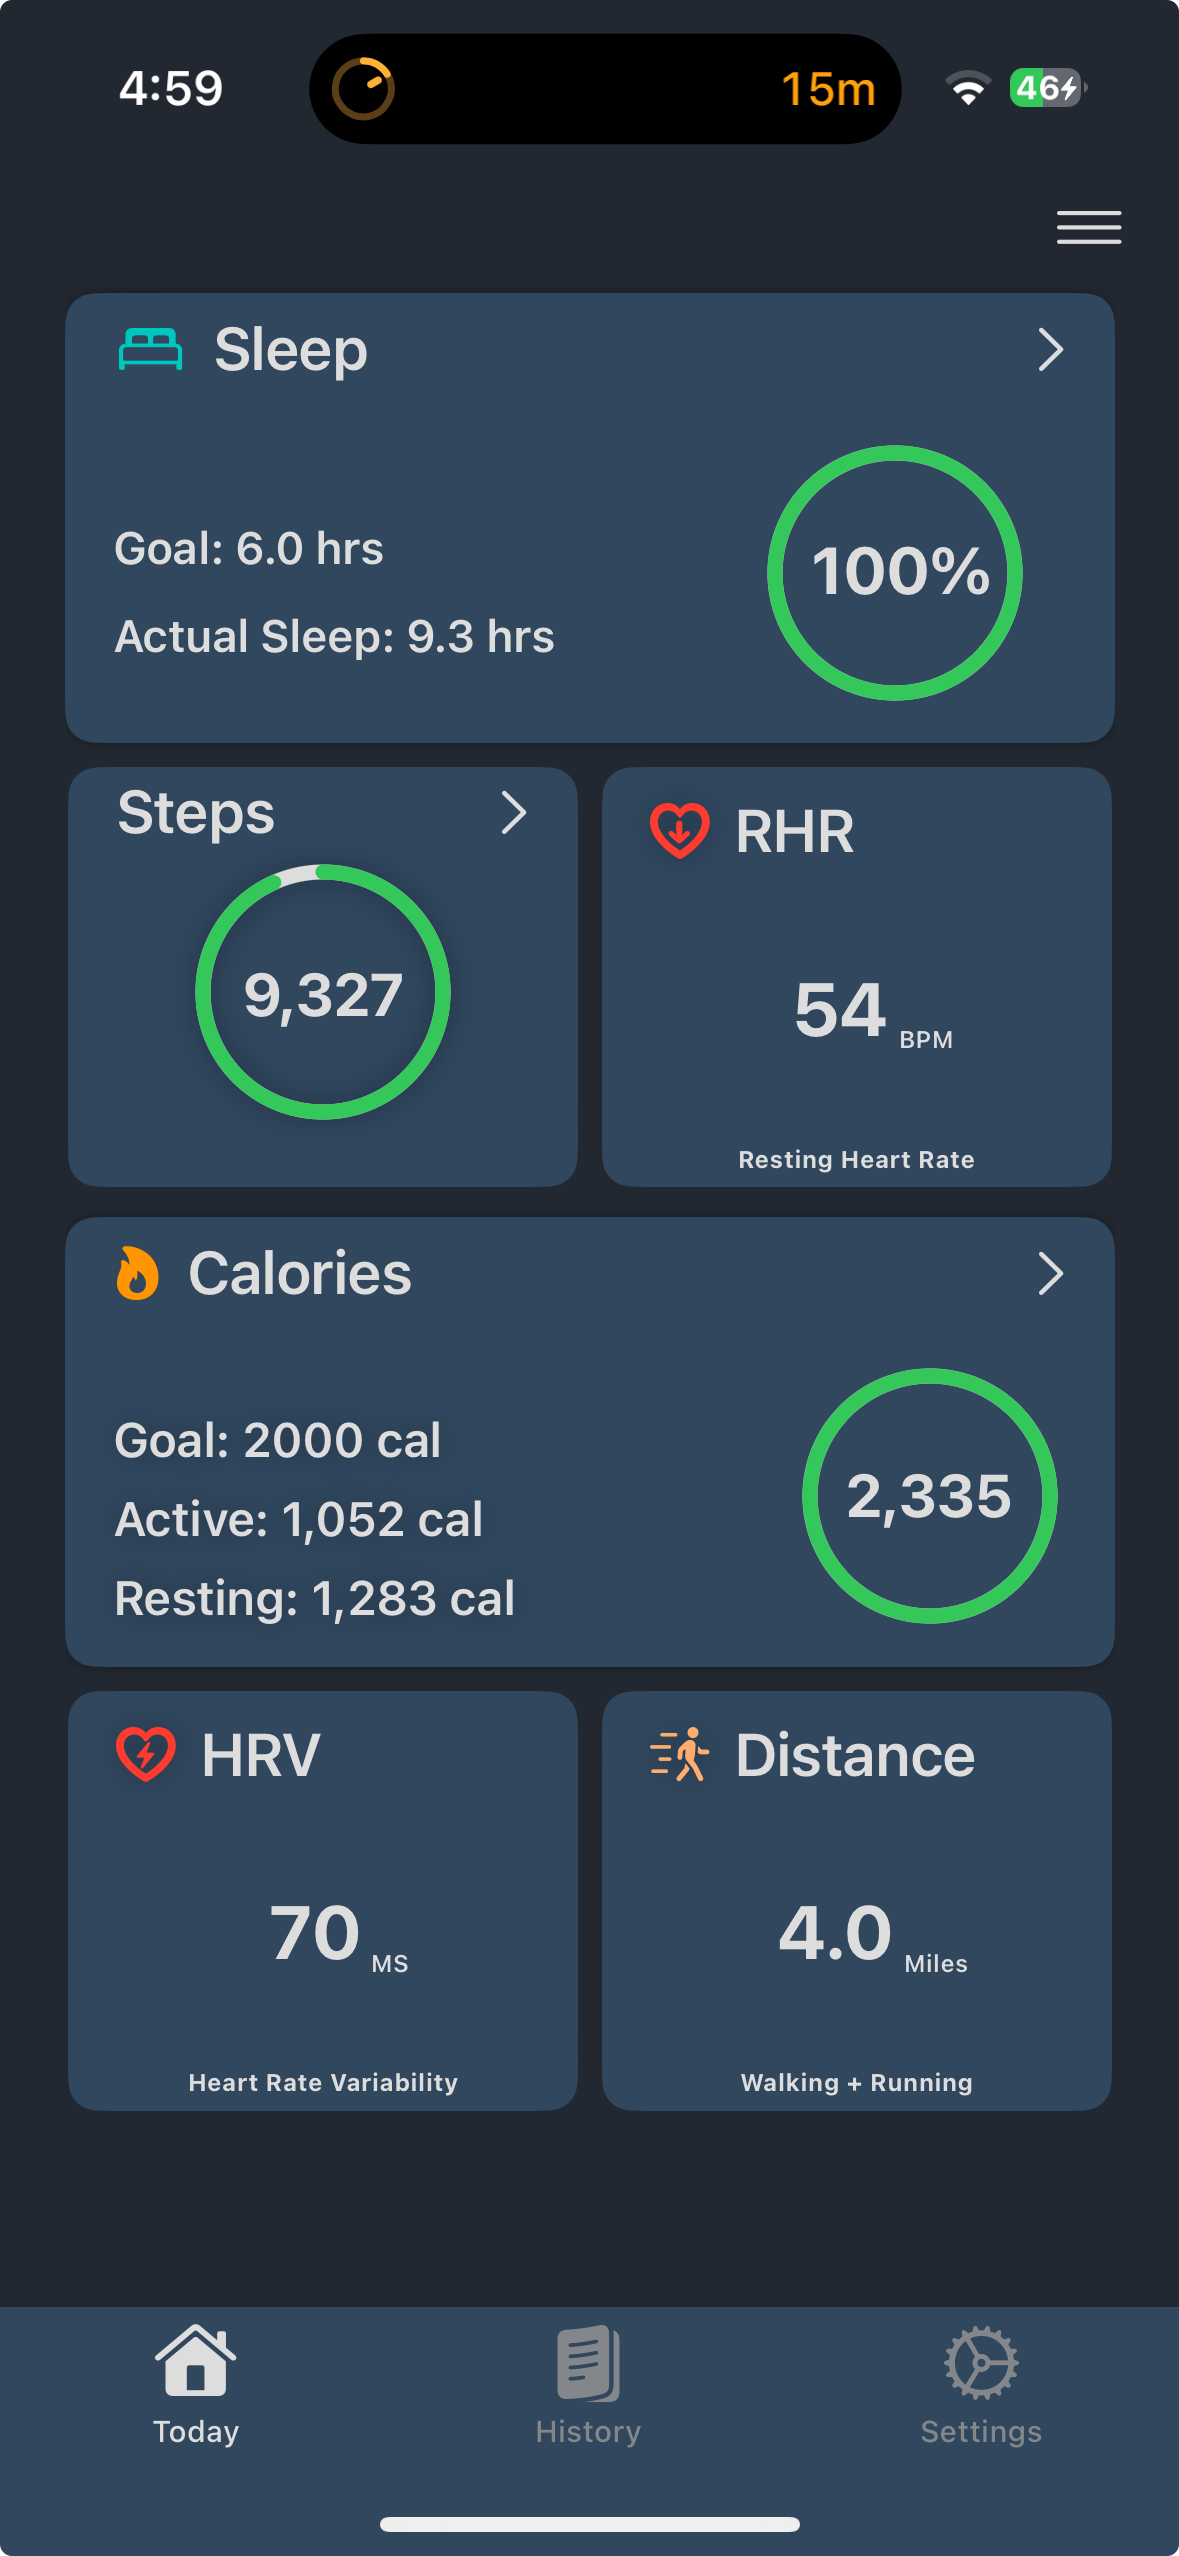 4:59
15m
46
Sleep
Goal: 6.0 hrs
Actual Sleep: 9.3 hrs
100%
Steps
9,327
RHR
54 BPM
Resting Heart Rate
Calories
Goal: 2000 cal
Active: 1,052 cal
Resting: 1,283 cal
2,335
HRV
70 MS
Heart Rate Variability
Distance
4.0 Miles
Walking + Running
Today
History
Settings